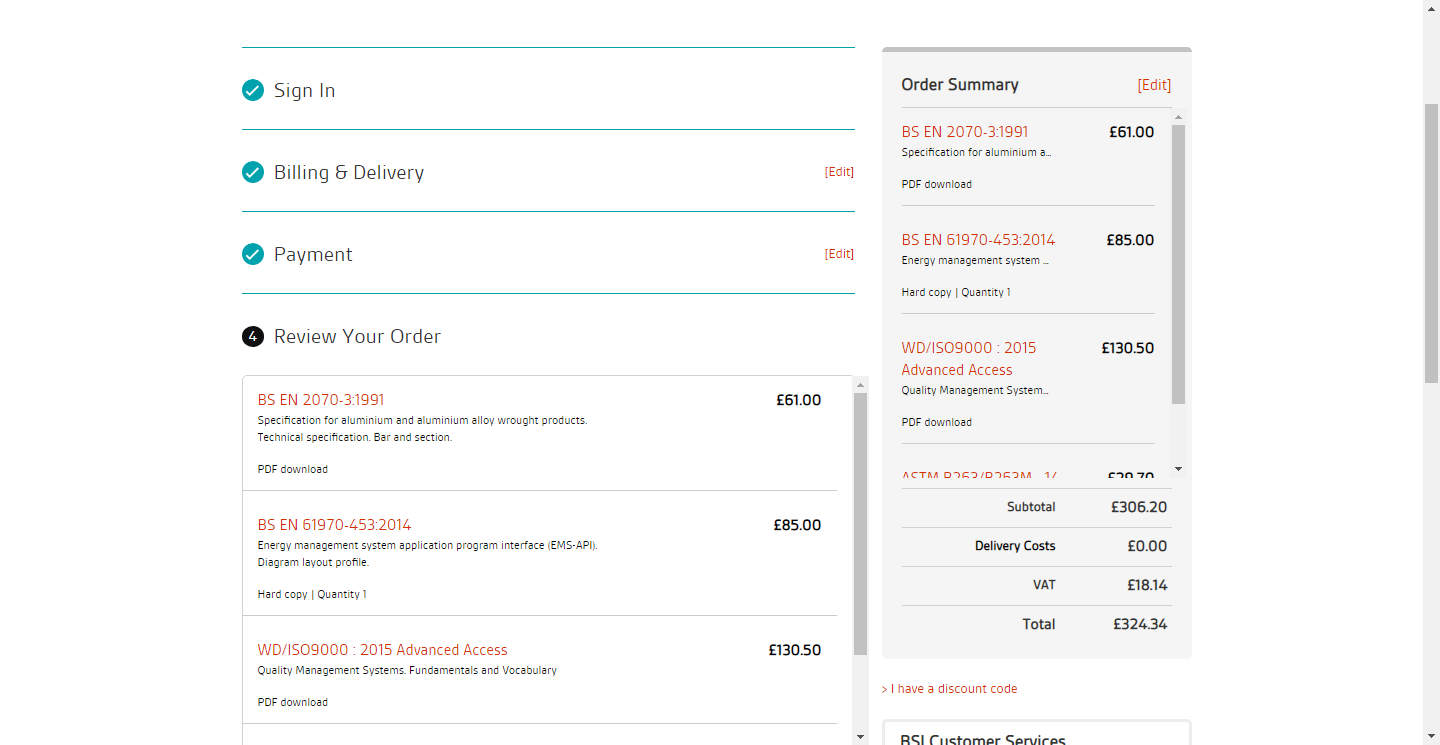 Sign In
Billing & Delivery
[Edit]
Payment
[Edit]
4 Review Your Order
BS EN 2070-3:1991
£61.00
Specification for aluminium and aluminium alloy wrought products.
Technical specification. Bar and section.
PDF download
BS EN 61970-453:2014
£85.00
Energy management system application program interface (EMS-API).
Diagram layout profile.
Hard copy | Quantity 1
WD/ISO9000 : 2015 Advanced Access
£130.50
Quality Management Systems. Fundamentals and Vocabulary
PDF download
Order Summary
[Edit]
BS EN 2070-3:1991
£61.00
Specification for aluminium a...
PDF download
BS EN 61970-453:2014
£85.00
Energy management system ...
Hard copy | Quantity 1
WD/ISO9000 : 2015
£130.50
Advanced Access
Quality Management System...
PDF download
ASTM B263/B263M - 14
£29.70
Subtotal £306.20
Delivery Costs £0.00
VAT £18.14
Total £324.34
> I have a discount code
BSI Customer Services